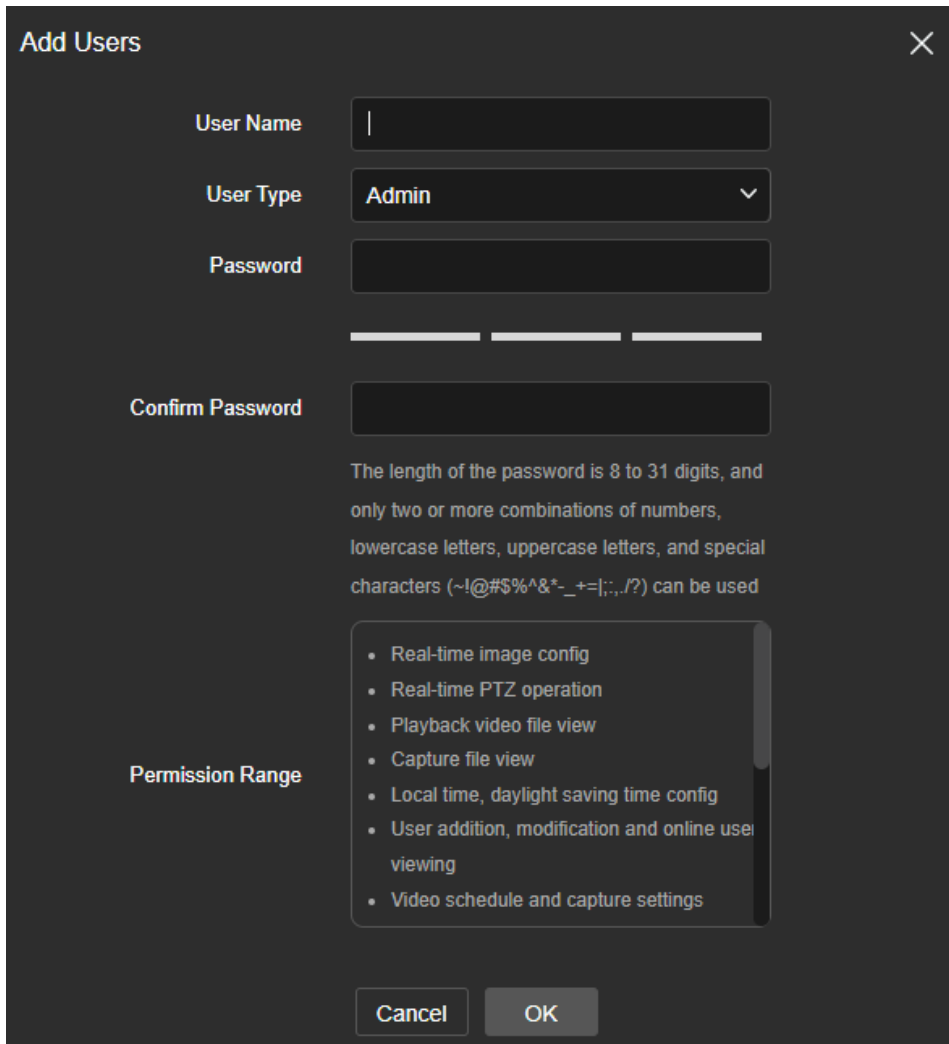 Add Users
User Name
User Type
Admin
Password
Confirm Password
The length of the password is 8 to 31 digits, and
only two or more combinations of numbers,
lowercase letters, uppercase letters, and special
characters (~!@#$%^&*-_+=|;:,./?) can be used
Permission Range
Real-time image config
Real-time PTZ operation
Playback video file view
Capture file view
Local time, daylight saving time config
User addition, modification and online user
viewing
Video schedule and capture settings
Cancel
OK